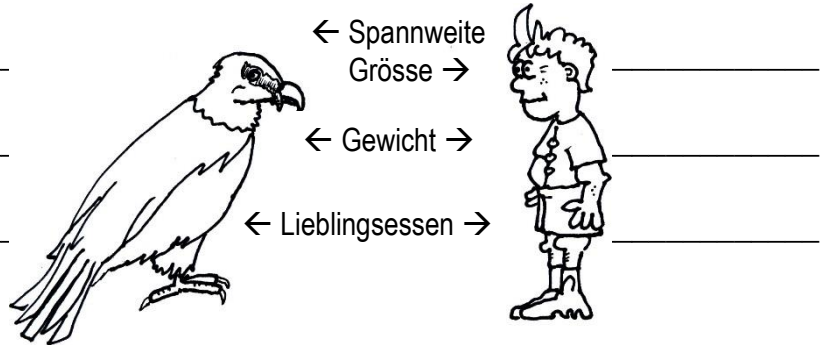 ← Spannweite
Grösse →
← Gewicht →
← Lieblingsessen →